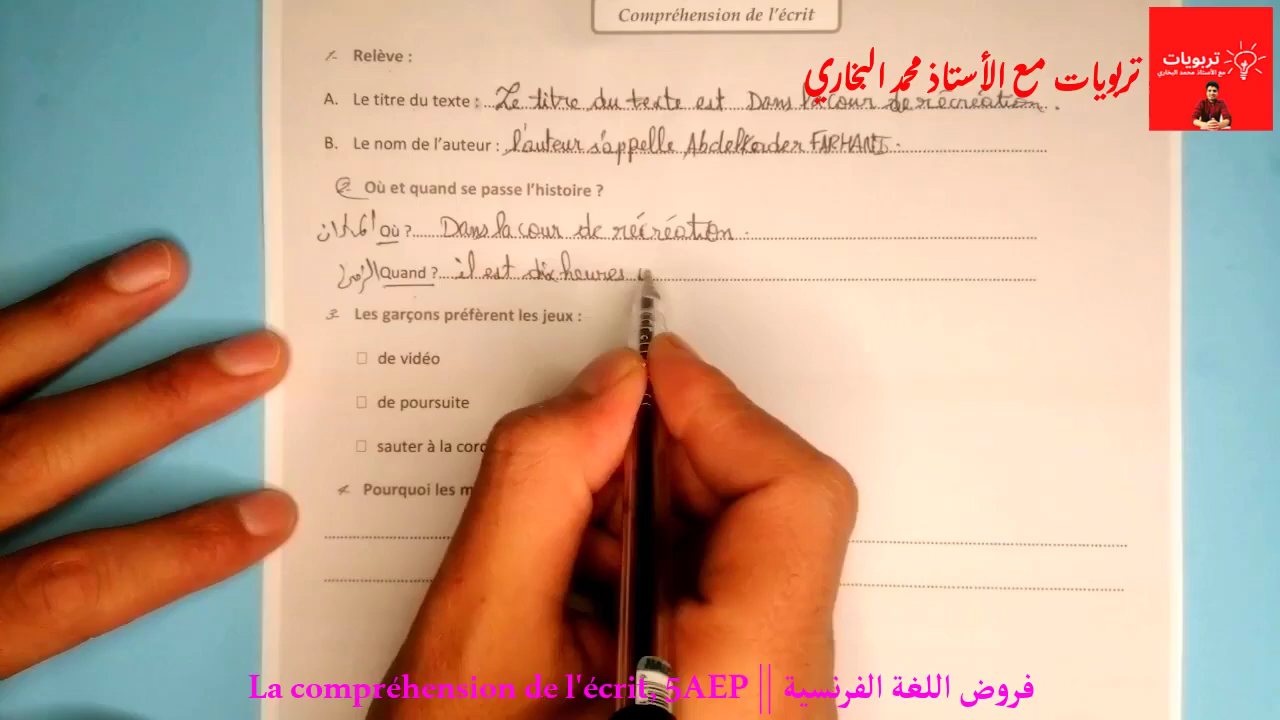 Compréhension de l'écrit
تربويات مع الأستاذ محمد البخاري
تربويات
مع الأستاذ محمد البخاري
1- Relève :
A. Le titre du texte : Le titre du texte est Dans la cour de récréation.
B. Le nom de l'auteur : l'auteur s'appelle Abdelkader FARHANI.
2- Où et quand se passe l'histoire ?
المكان Où ? Dans la cour de récréation.
الزمن Quand ? il est dix heures
3- Les garçons préfèrent les jeux :
☐ de vidéo
☐ de poursuite
☐ sauter à la cord
4- Pourquoi les m
La compréhension de l'écrit, 5AEP || فروض اللغة الفرنسية